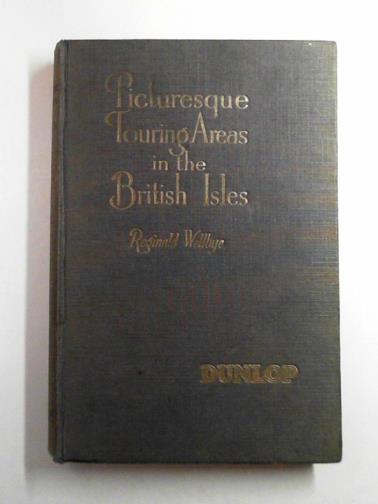 Picturesque
Touring Areas
in the
British Isles
Reginald Wellbye
DUNLOP